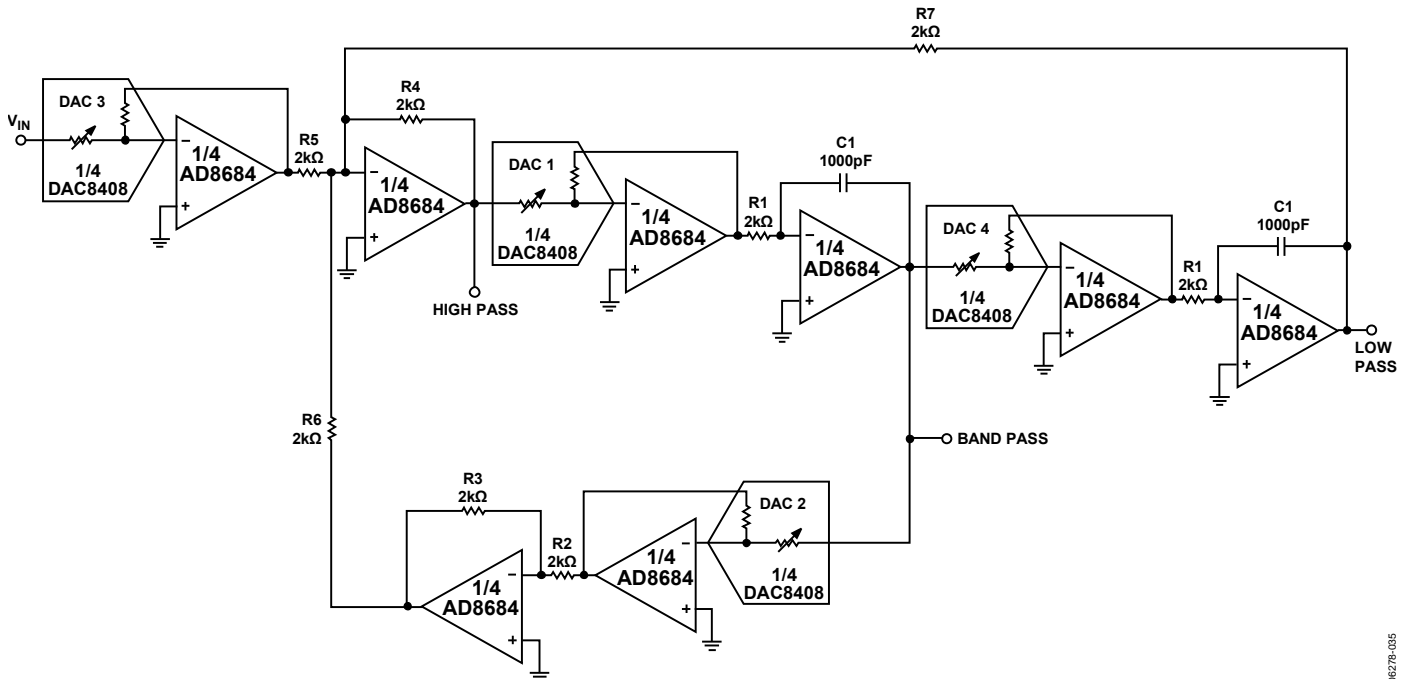 R7
2kΩ
DAC 3
V_IN
1/4
DAC8408
1/4
AD8684
−
+
R5
2kΩ
R4
2kΩ
1/4
AD8684
−
+
HIGH PASS
DAC 1
1/4
DAC8408
1/4
AD8684
−
+
R1
2kΩ
C1
1000pF
1/4
AD8684
−
+
DAC 4
1/4
DAC8408
1/4
AD8684
−
+
R1
2kΩ
C1
1000pF
1/4
AD8684
−
+
LOW
PASS
R6
2kΩ
R3
2kΩ
1/4
AD8684
−
+
R2
2kΩ
1/4
AD8684
−
+
DAC 2
1/4
DAC8408
BAND PASS
06278-035